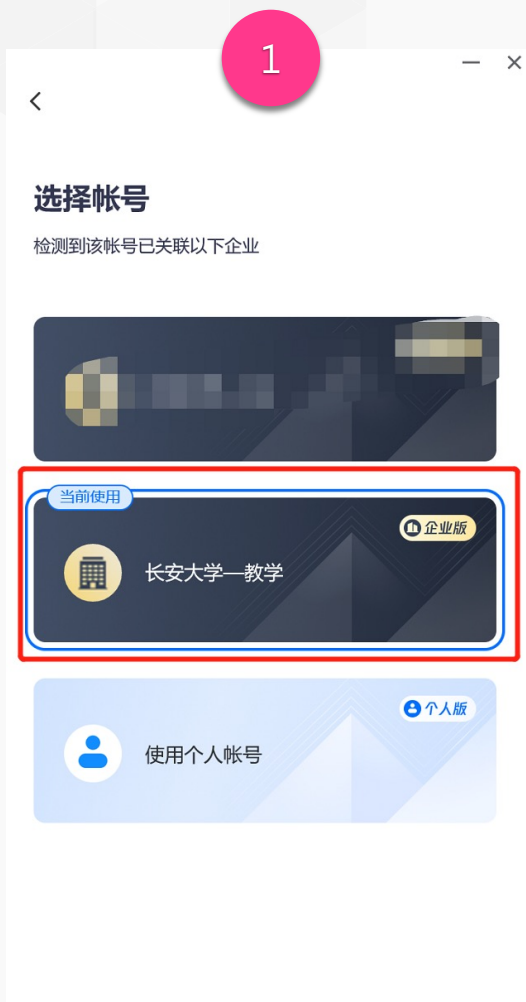 1
选择帐号
检测到该帐号已关联以下企业
当前使用
企业版
长安大学—教学
个人版
使用个人帐号